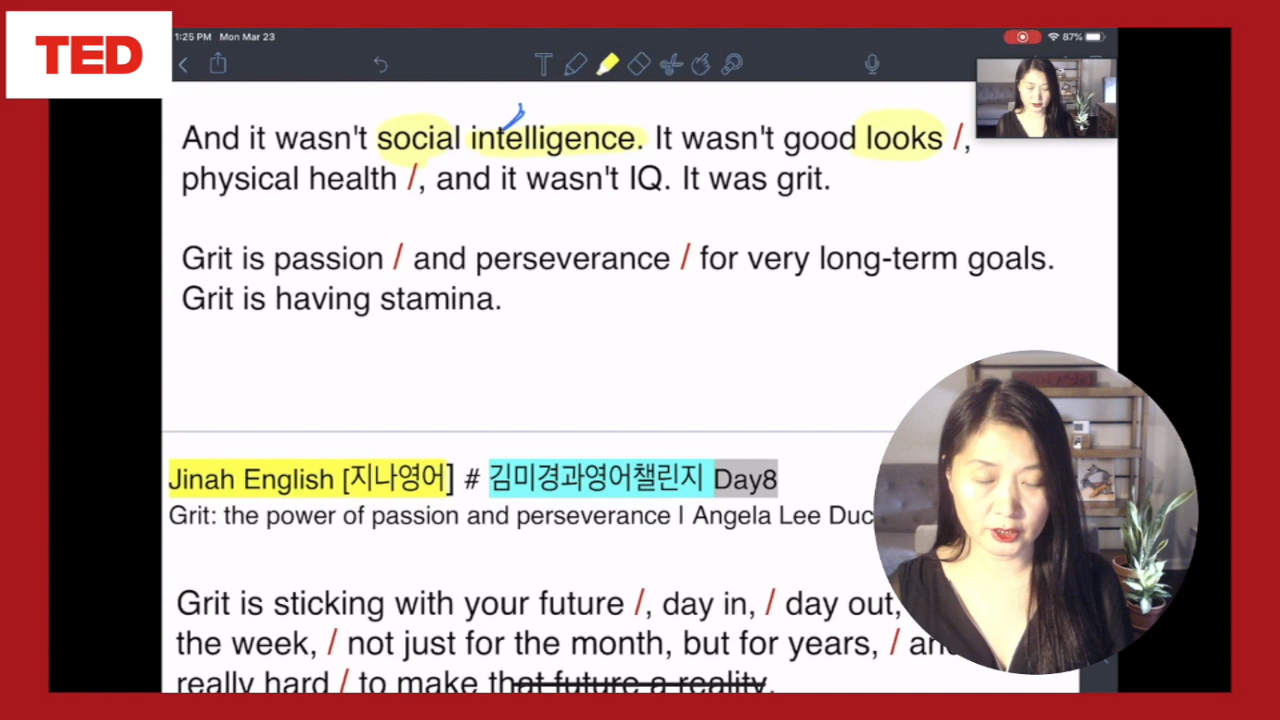 TED
1:25 PM Mon Mar 23
87%
And it wasn't social intelligence. It wasn't good looks /,
physical health /, and it wasn't IQ. It was grit.
Grit is passion / and perseverance / for very long-term goals.
Grit is having stamina.
Jinah English [지나영어] # 김미경과영어챌린지 Day8
Grit: the power of passion and perseverance | Angela Lee Duc
Grit is sticking with your future /, day in, / day out,
the week, / not just for the month, but for years, /
really hard / to make that future a reality.